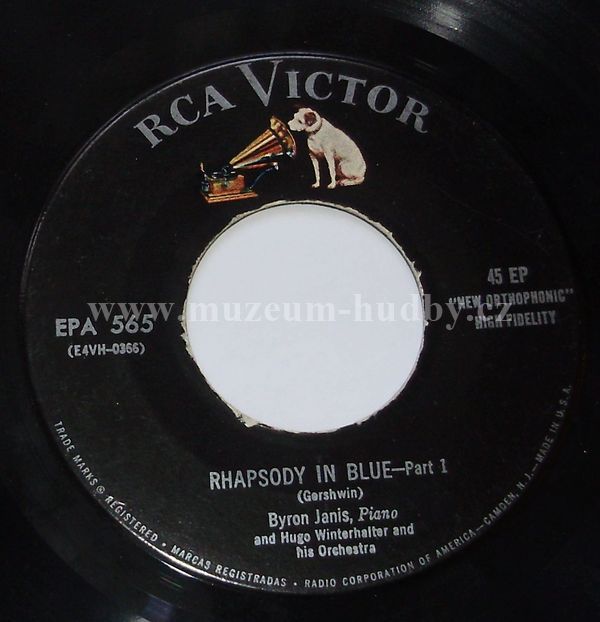 RCA VICTOR
45 EP
"NEW ORTHOPHONIC"
HIGH FIDELITY
EPA 565
(E4VH-0366)
www.muzeum-hudby.cz
RHAPSODY IN BLUE—Part 1
(Gershwin)
Byron Janis, Piano
and Hugo Winterhalter and
his Orchestra
TRADE MARKS ® REGISTERED • MARCAS REGISTRADAS • RADIO CORPORATION OF AMERICA—CAMDEN, N. J.—MADE IN U.S.A.